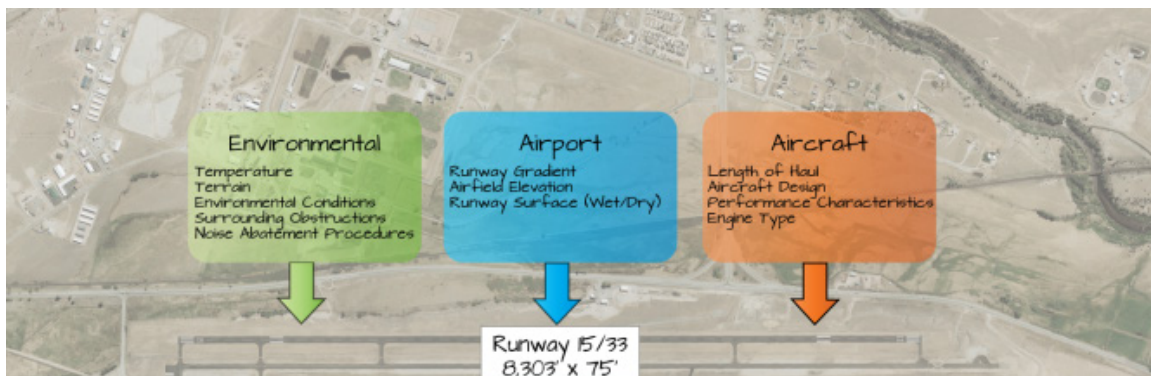 Environmental
Temperature
Terrain
Environmental Conditions
Surrounding Obstructions
Noise Abatement Procedures
Airport
Runway Gradient
Airfield Elevation
Runway Surface (Wet/Dry)
Aircraft
Length of Haul
Aircraft Design
Performance Characteristics
Engine Type
Runway 15/33
8,303' x 75'